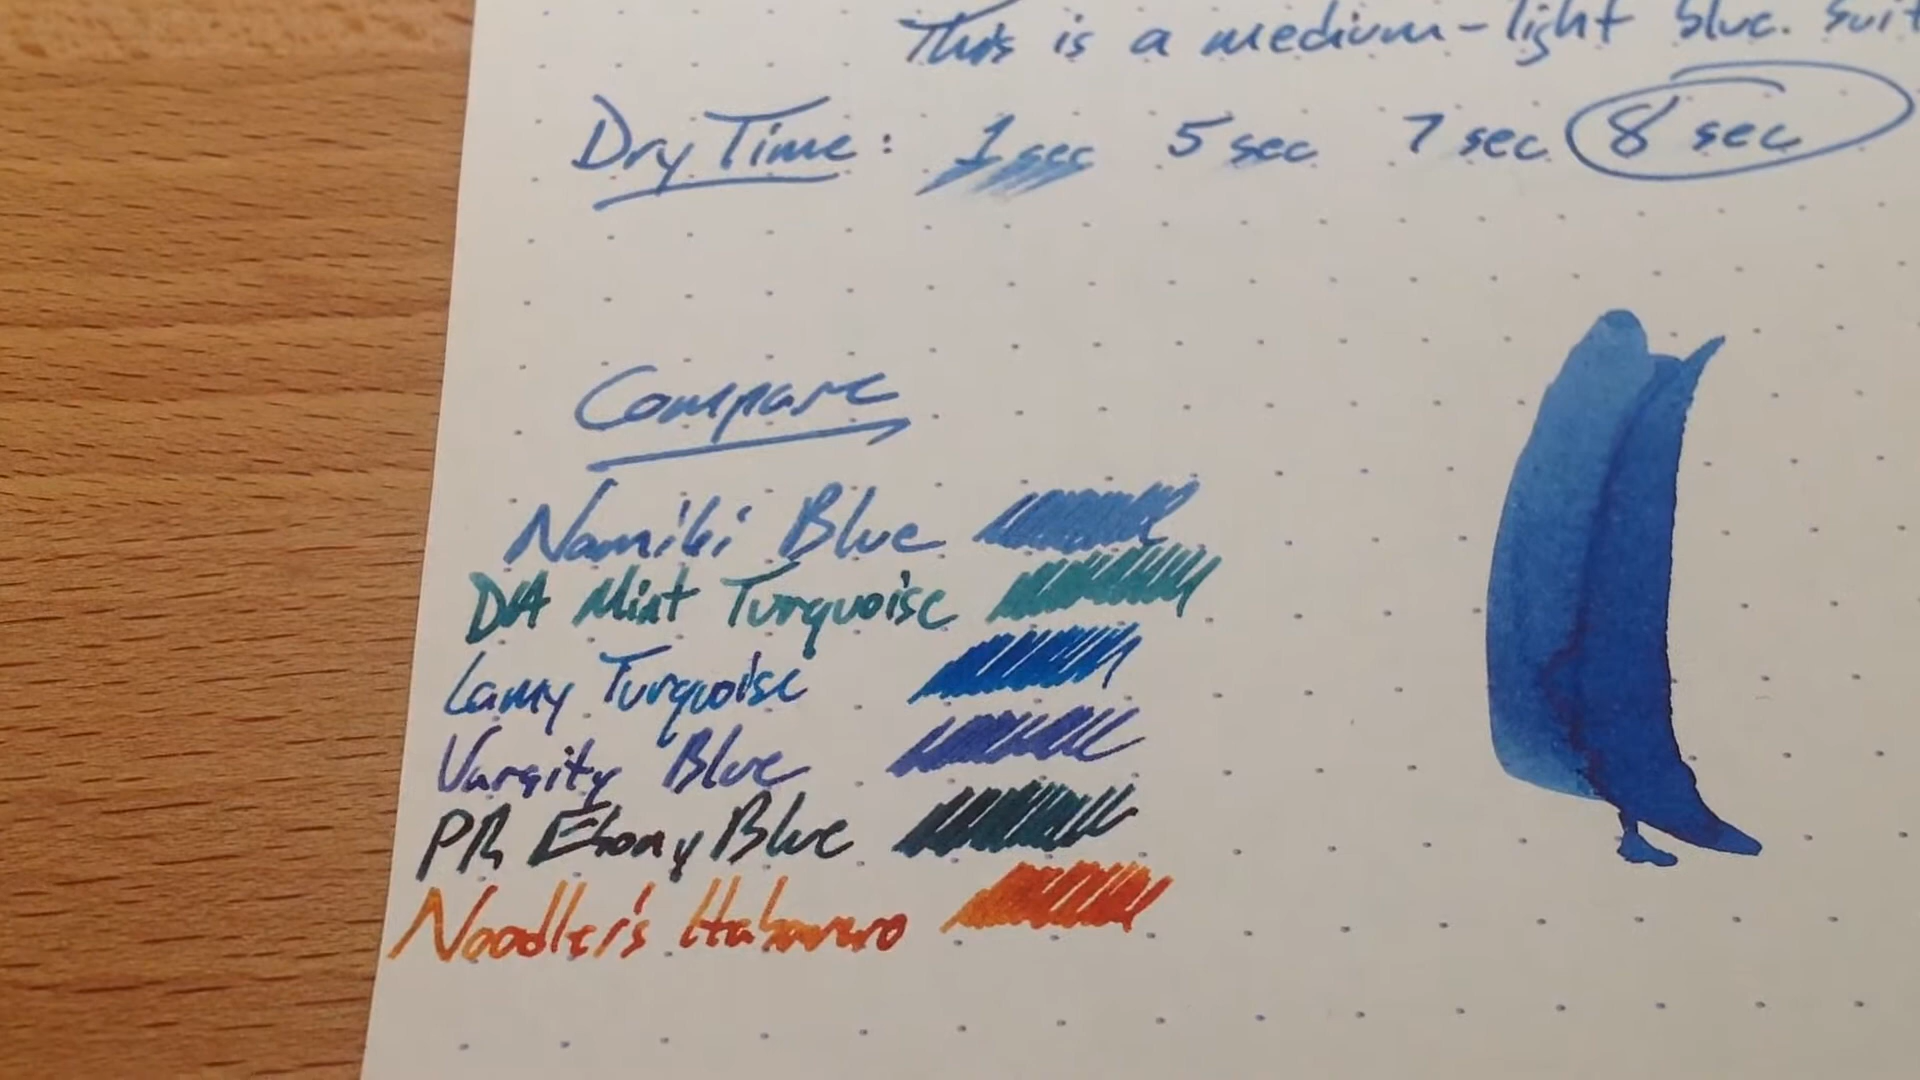 This is a medium-light blue. Suit
Dry Time: 1 sec 5 sec 7 sec 8 sec
Compare
Namiki Blue
DA Mint Turquoise
Lamy Turquoise
Varsity Blue
PR Ebony Blue
Noodler's Habanero